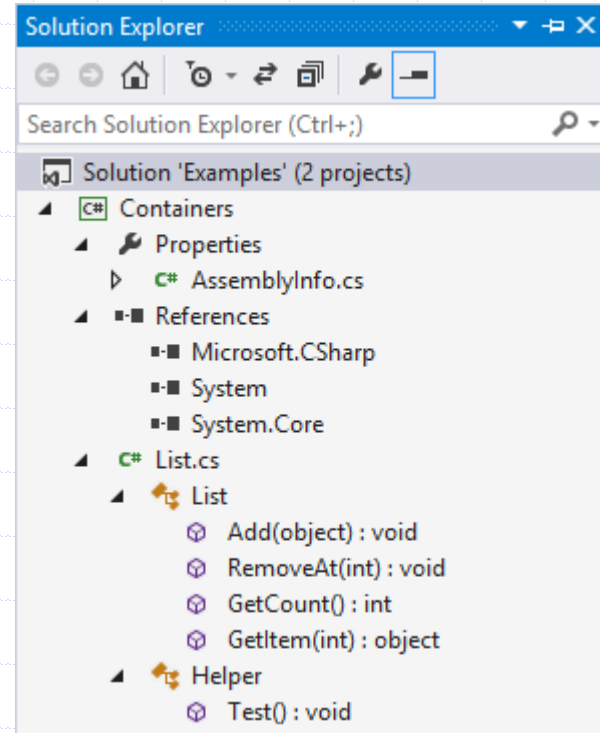 Solution Explorer
Search Solution Explorer (Ctrl+;)
Solution 'Examples' (2 projects)
C# Containers
Properties
C# AssemblyInfo.cs
References
Microsoft.CSharp
System
System.Core
C# List.cs
List
Add(object) : void
RemoveAt(int) : void
GetCount() : int
GetItem(int) : object
Helper
Test() : void